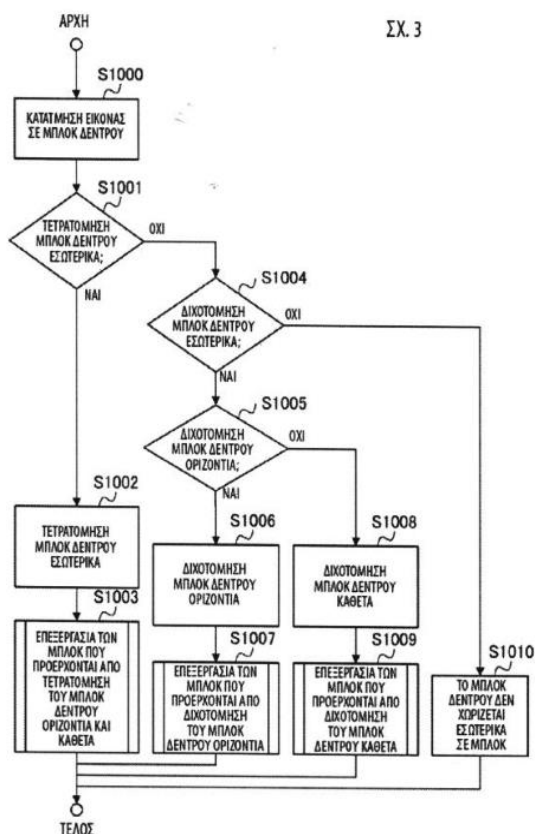 ΑΡΧΗ
ΣΧ. 3
S1000
ΚΑΤΑΤΜΗΣΗ ΕΙΚΟΝΑΣ
ΣΕ ΜΠΛΟΚ ΔΕΝΤΡΟΥ
S1001
ΤΕΤΡΑΤΟΜΗΣΗ
ΜΠΛΟΚ ΔΕΝΤΡΟΥ
ΕΣΩΤΕΡΙΚΑ;
ΟΧΙ
ΝΑΙ
S1004
ΔΙΧΟΤΟΜΗΣΗ
ΜΠΛΟΚ ΔΕΝΤΡΟΥ
ΕΣΩΤΕΡΙΚΑ;
ΟΧΙ
ΝΑΙ
S1005
ΔΙΧΟΤΟΜΗΣΗ
ΜΠΛΟΚ ΔΕΝΤΡΟΥ
ΟΡΙΖΟΝΤΙΑ;
ΟΧΙ
ΝΑΙ
S1002
ΤΕΤΡΑΤΟΜΗΣΗ
ΜΠΛΟΚ ΔΕΝΤΡΟΥ
ΕΣΩΤΕΡΙΚΑ
S1006
ΔΙΧΟΤΟΜΗΣΗ
ΜΠΛΟΚ ΔΕΝΤΡΟΥ
ΟΡΙΖΟΝΤΙΑ
S1008
ΔΙΧΟΤΟΜΗΣΗ
ΜΠΛΟΚ ΔΕΝΤΡΟΥ
ΚΑΘΕΤΑ
S1003
ΕΠΕΞΕΡΓΑΣΙΑ ΤΩΝ
ΜΠΛΟΚ ΠΟΥ
ΠΡΟΕΡΧΟΝΤΑΙ ΑΠΟ
ΤΕΤΡΑΤΟΜΗΣΗ
ΤΟΥ ΜΠΛΟΚ
ΔΕΝΤΡΟΥ
ΟΡΙΖΟΝΤΙΑ ΚΑΙ
ΚΑΘΕΤΑ
S1007
ΕΠΕΞΕΡΓΑΣΙΑ ΤΩΝ
ΜΠΛΟΚ ΠΟΥ
ΠΡΟΕΡΧΟΝΤΑΙ ΑΠΟ
ΔΙΧΟΤΟΜΗΣΗ
ΤΟΥ ΜΠΛΟΚ
ΔΕΝΤΡΟΥ ΟΡΙΖΟΝΤΙΑ
S1009
ΕΠΕΞΕΡΓΑΣΙΑ ΤΩΝ
ΜΠΛΟΚ ΠΟΥ
ΠΡΟΕΡΧΟΝΤΑΙ ΑΠΟ
ΔΙΧΟΤΟΜΗΣΗ
ΤΟΥ ΜΠΛΟΚ
ΔΕΝΤΡΟΥ ΚΑΘΕΤΑ
S1010
ΤΟ ΜΠΛΟΚ
ΔΕΝΤΡΟΥ ΔΕΝ
ΧΩΡΙΖΕΤΑΙ
ΕΣΩΤΕΡΙΚΑ
ΣΕ ΜΠΛΟΚ
ΤΕΛΟΣ